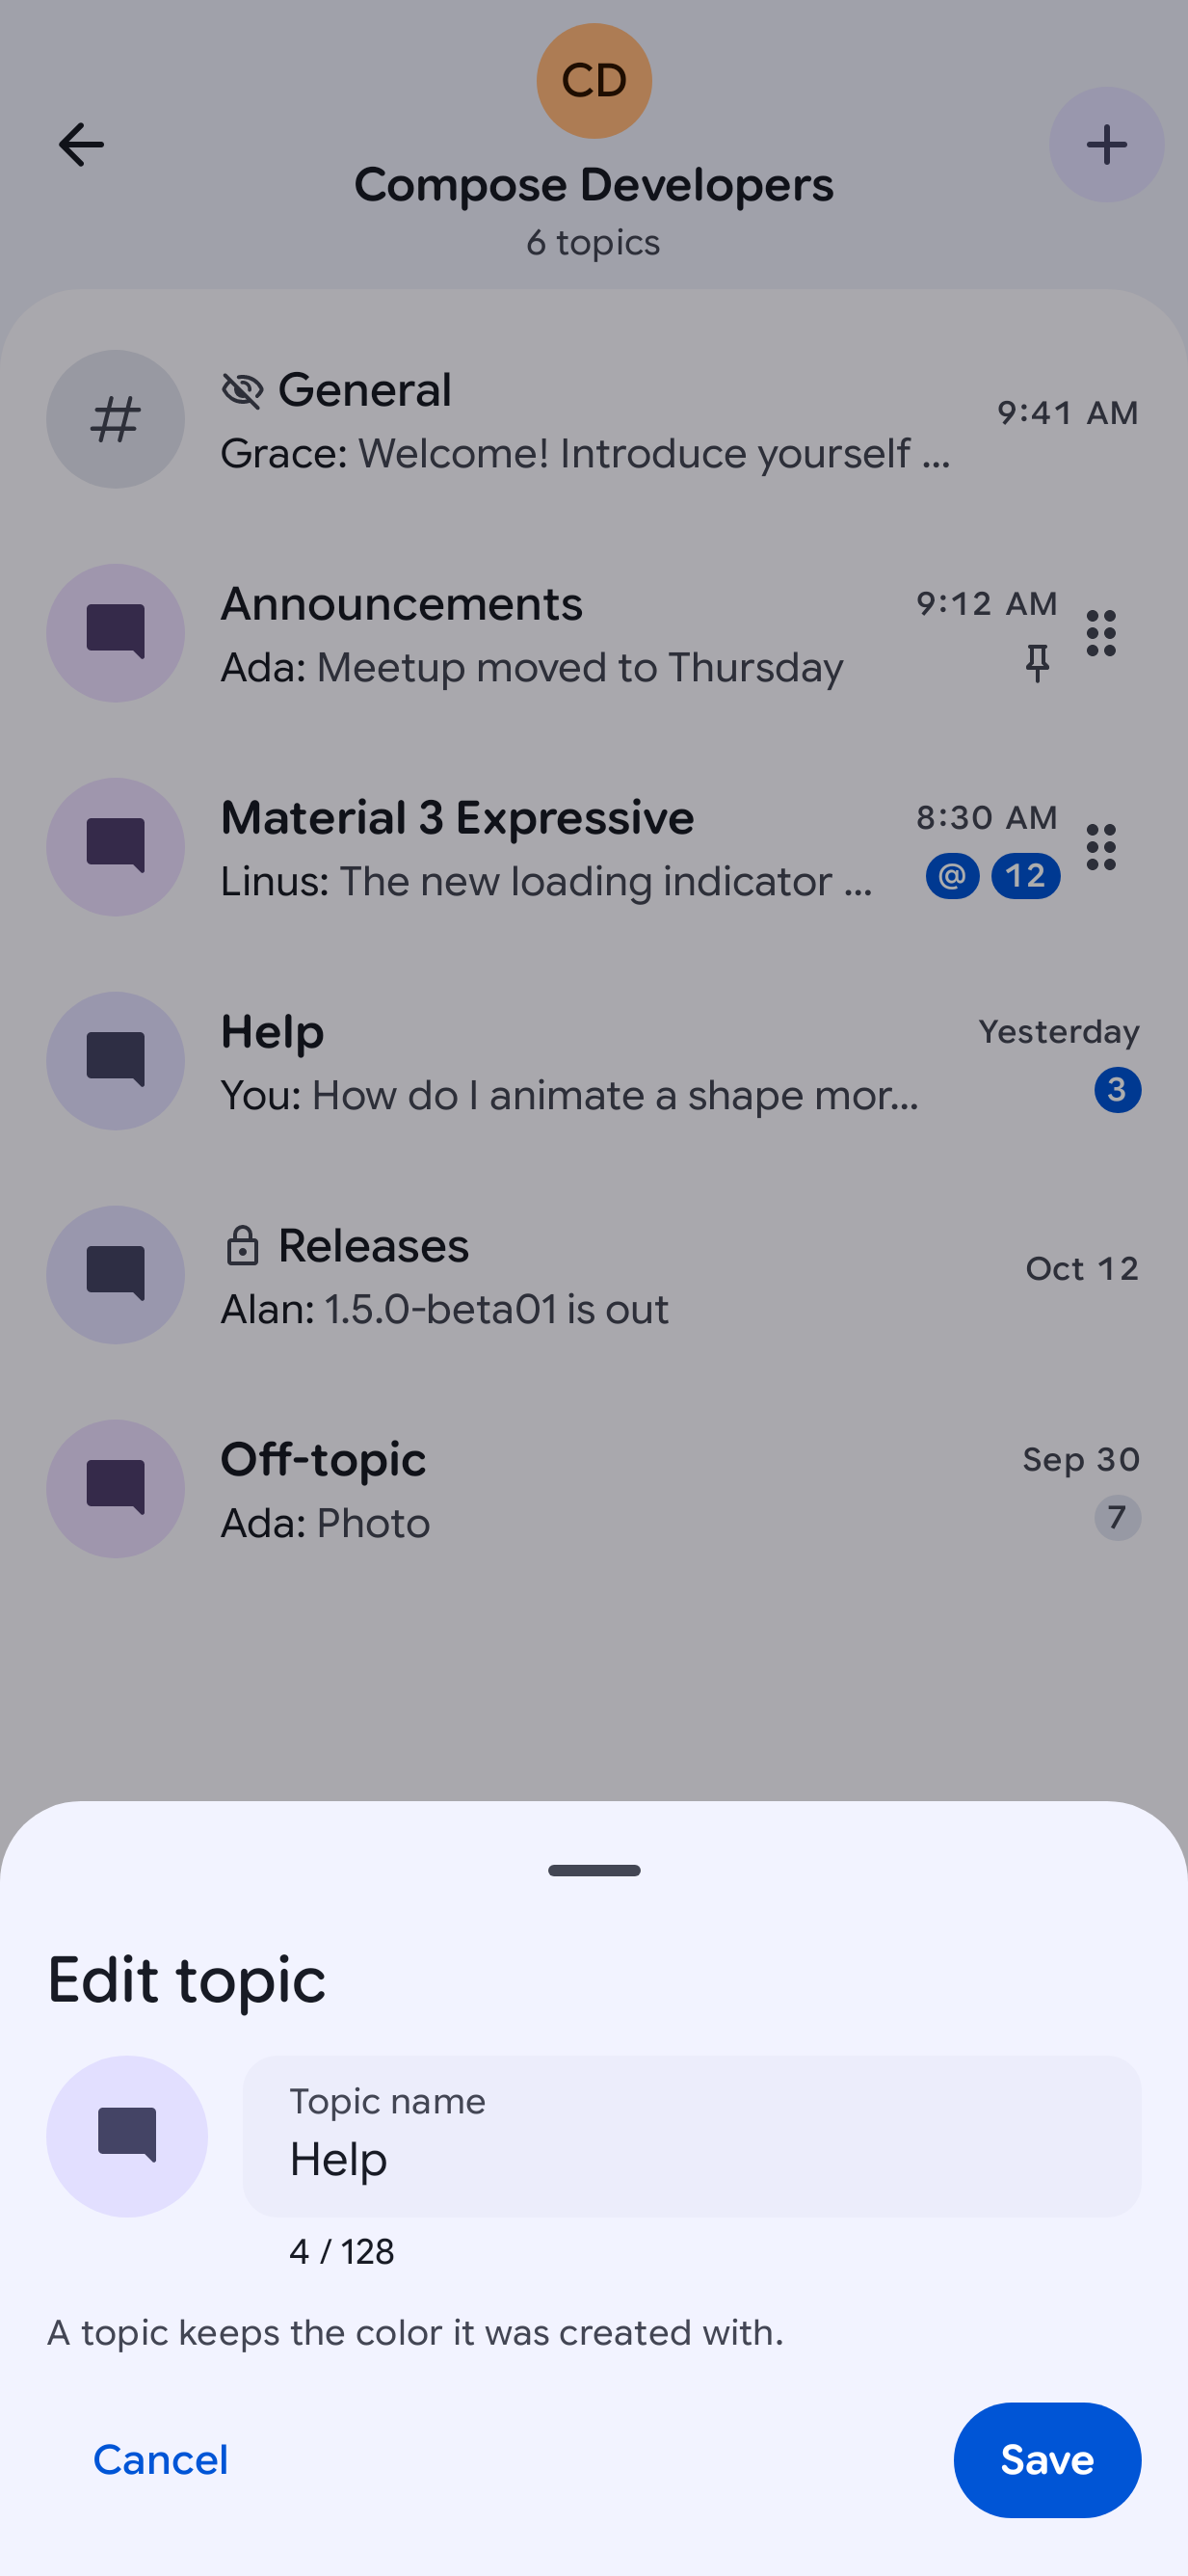 CD
Compose Developers
6 topics
General
9:41 AM
Grace: Welcome! Introduce yourself ...
Announcements
9:12 AM
Ada: Meetup moved to Thursday
Material 3 Expressive
8:30 AM
Linus: The new loading indicator ...
@ 12
Help
Yesterday
You: How do I animate a shape mor...
3
Releases
Oct 12
Alan: 1.5.0-beta01 is out
Off-topic
Sep 30
Ada: Photo
7
Edit topic
Topic name
Help
4 / 128
A topic keeps the color it was created with.
Cancel
Save